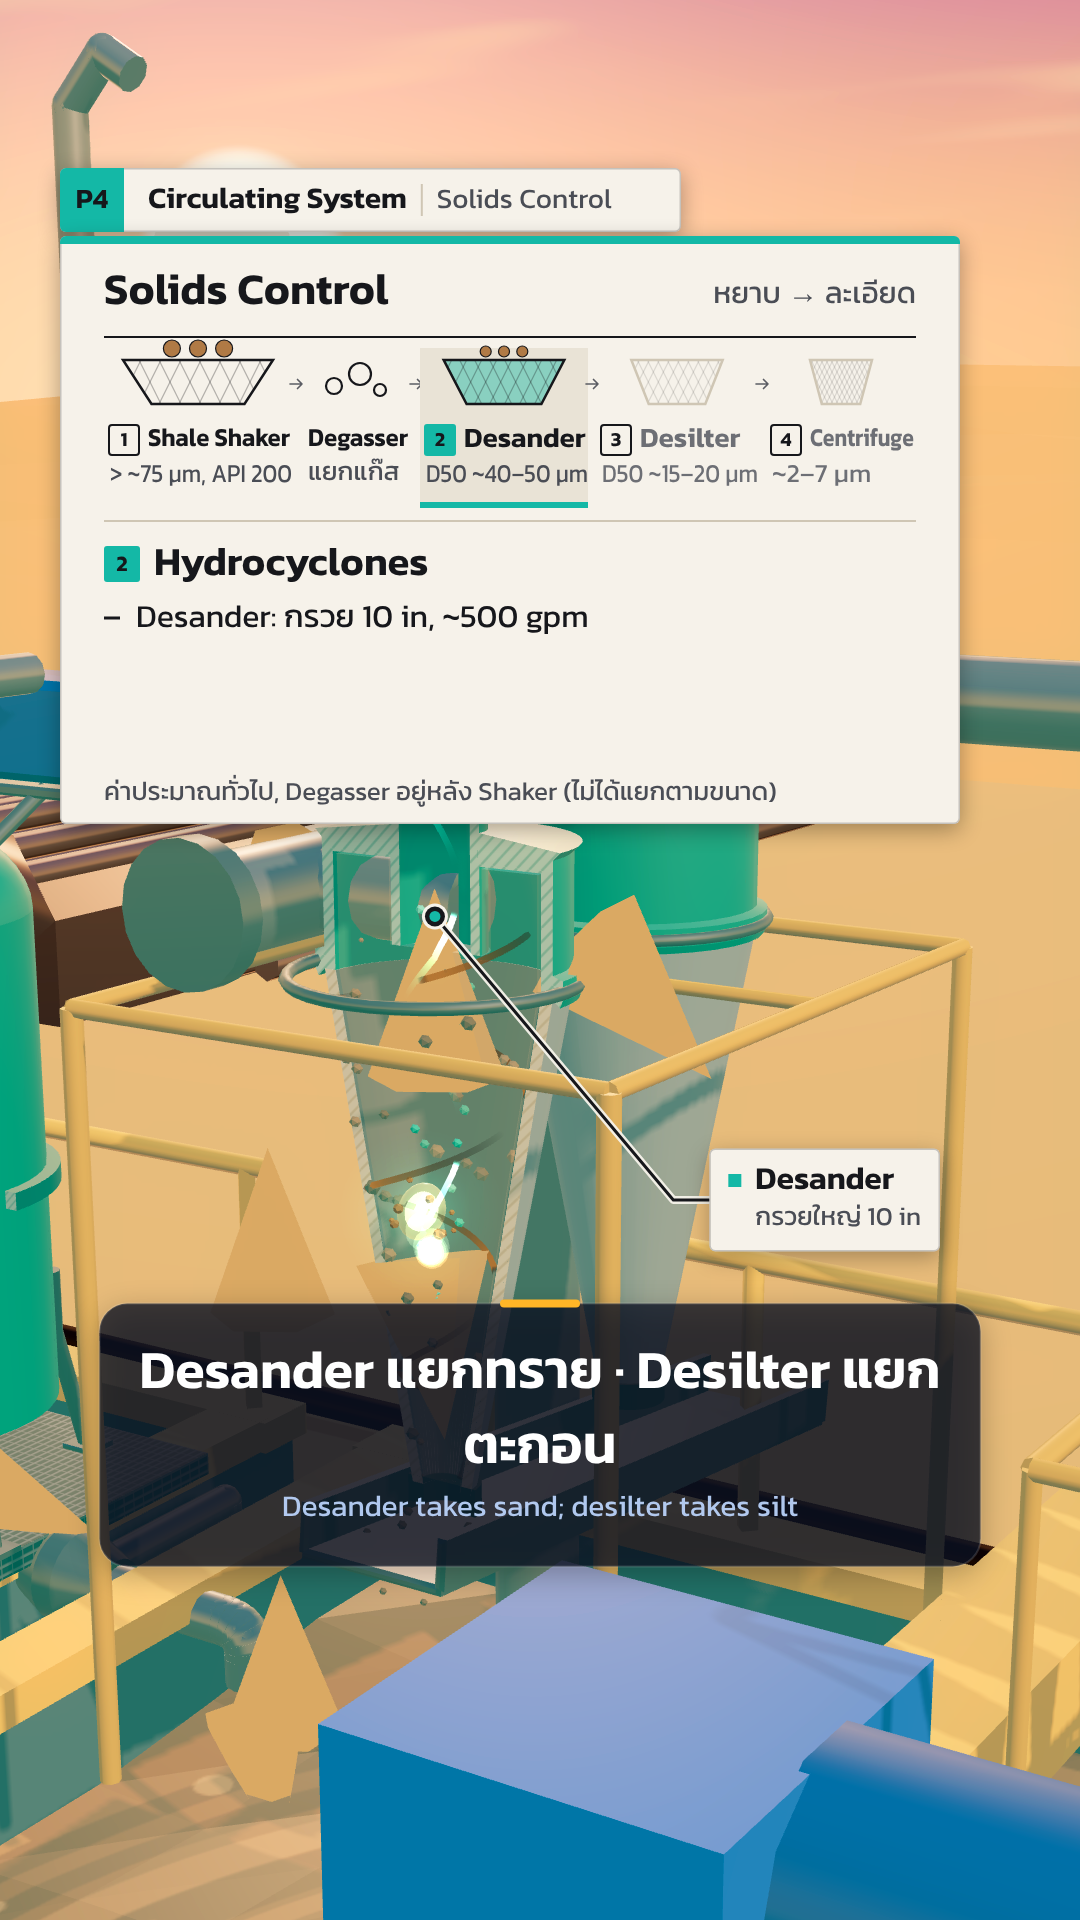 P4 Circulating System | Solids Control
Solids Control หยาบ → ละเอียด
→ → → →
1 Shale Shaker Degasser 2 Desander 3 Desilter 4 Centrifuge
> ~75 µm, API 200 แยกแก๊ส D50 ~40–50 µm D50 ~15–20 µm ~2–7 µm
2 Hydrocyclones
– Desander: กรวย 10 in, ~500 gpm
ค่าประมาณทั่วไป, Degasser อยู่หลัง Shaker (ไม่ได้แยกตามขนาด)
Desander
กรวยใหญ่ 10 in
Desander แยกทราย · Desilter แยก
ตะกอน
Desander takes sand; desilter takes silt